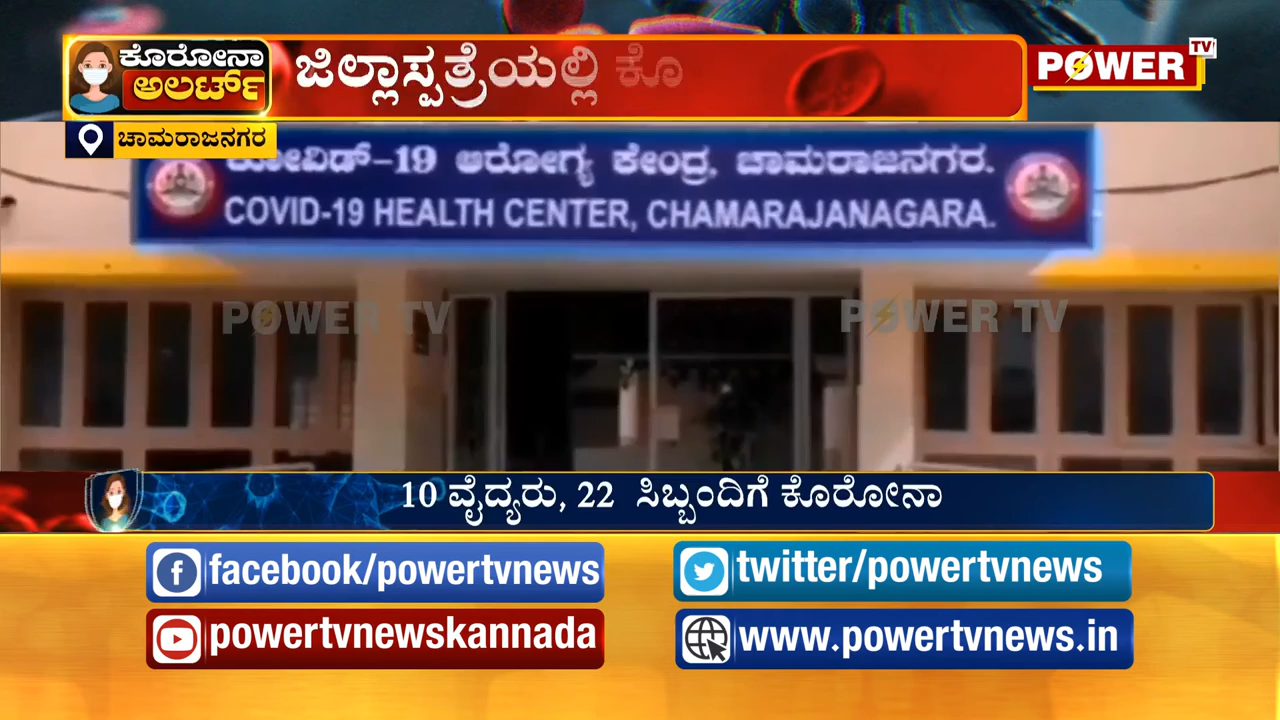 ಕೊರೋನಾ
ಅಲರ್ಟ್
ಜಿಲ್ಲಾಸ್ಪತ್ರೆಯಲ್ಲಿ ಕೊ
POWER TV
ಚಾಮರಾಜನಗರ
ಕೋವಿಡ್-19 ಆರೋಗ್ಯ ಕೇಂದ್ರ, ಚಾಮರಾಜನಗರ.
COVID-19 HEALTH CENTER, CHAMARAJANAGARA.
POWER TV POWER TV
10 ವೈದ್ಯರು, 22 ಸಿಬ್ಬಂದಿಗೆ ಕೊರೋನಾ
facebook/powertvnews
twitter/powertvnews
powertvnewskannada
www.powertvnews.in